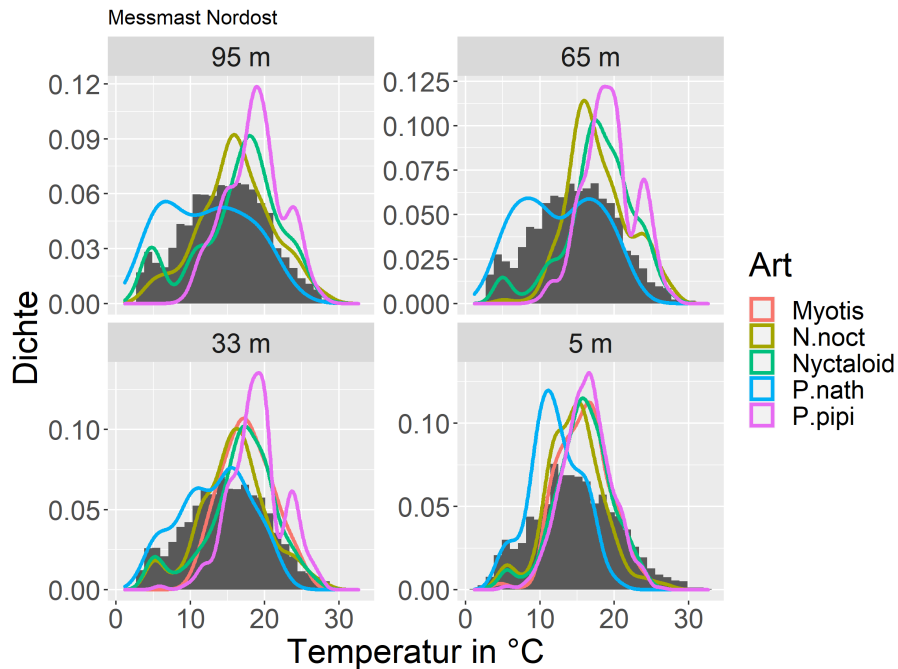 Messmast Nordost
95 m
65 m
0.12
0.09
0.06
0.03
0.00
0.125
0.100
0.075
0.050
0.025
0.000
Dichte
33 m
5 m
0.10
0.05
0.00
0.10
0.05
0.00
0
10
20
30
0
10
20
30
Temperatur in °C
Art
Myotis
N.noct
Nyctaloid
P.nath
P.pipi